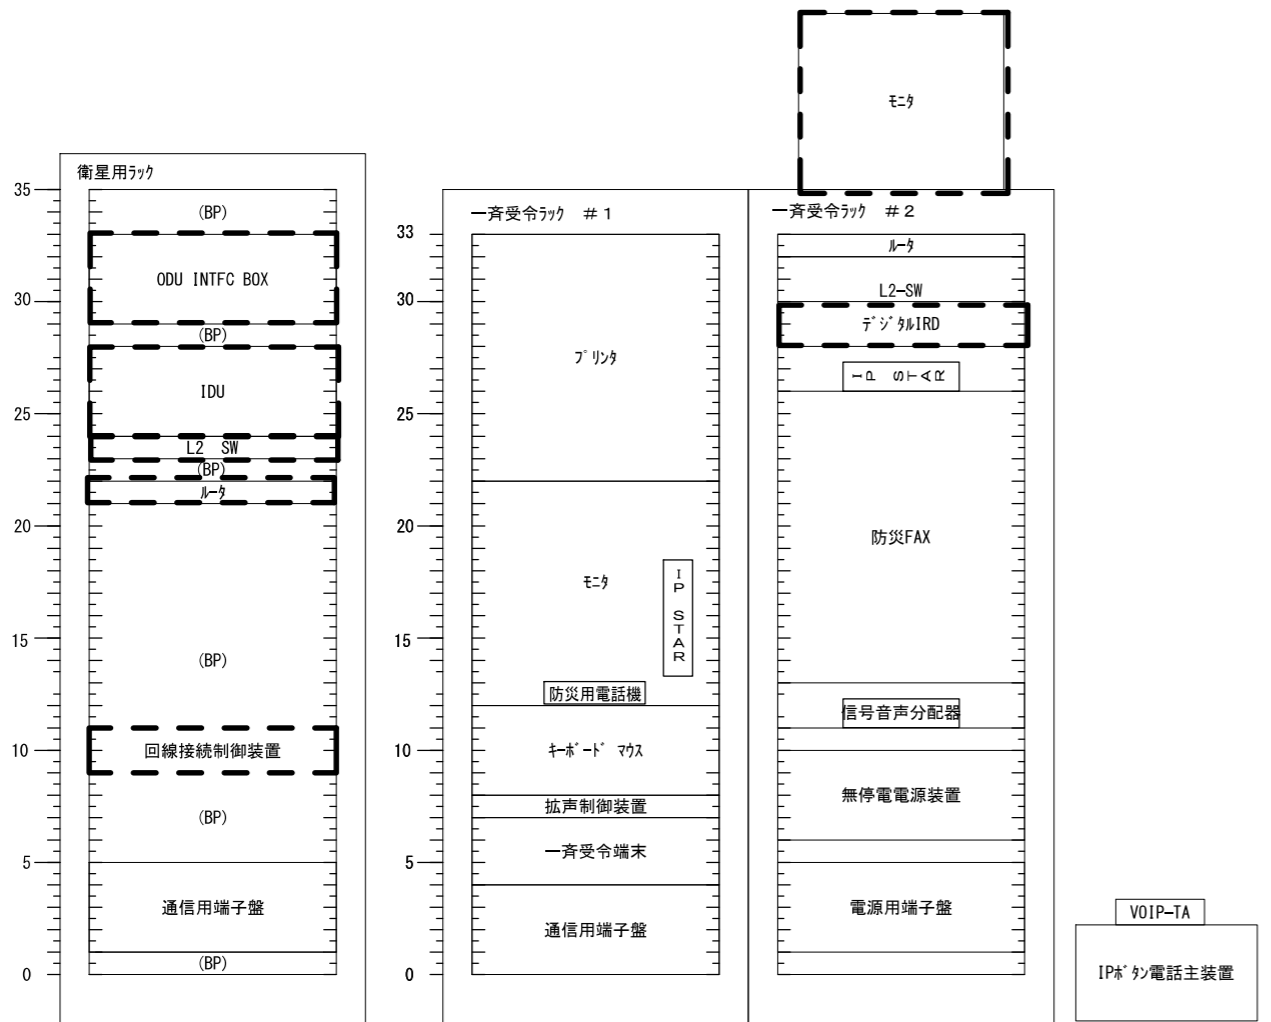 モニタ
衛星用ﾗｯｸ
35
(BP)
ODU INTFC BOX
30
(BP)
IDU
25
L2 SW
(BP)
ﾙｰﾀ
20
15
(BP)
10
回線接続制御装置
(BP)
5
通信用端子盤
(BP)
0
一斉受令ﾗｯｸ ＃１
33
30
ﾌﾟﾘﾝﾀ
25
20
ﾓﾆﾀ
IP STAR
15
防災用電話機
10
ｷｰﾎﾞｰﾄﾞ ﾏｳｽ
拡声制御装置
一斉受令端末
5
通信用端子盤
0
一斉受令ﾗｯｸ ＃２
ﾙｰﾀ
L2-SW
ﾃﾞｼﾞﾀﾙIRD
IP STAR
防災FAX
信号音声分配器
無停電電源装置
電源用端子盤
VOIP-TA
IPﾎﾞﾀﾝ電話主装置